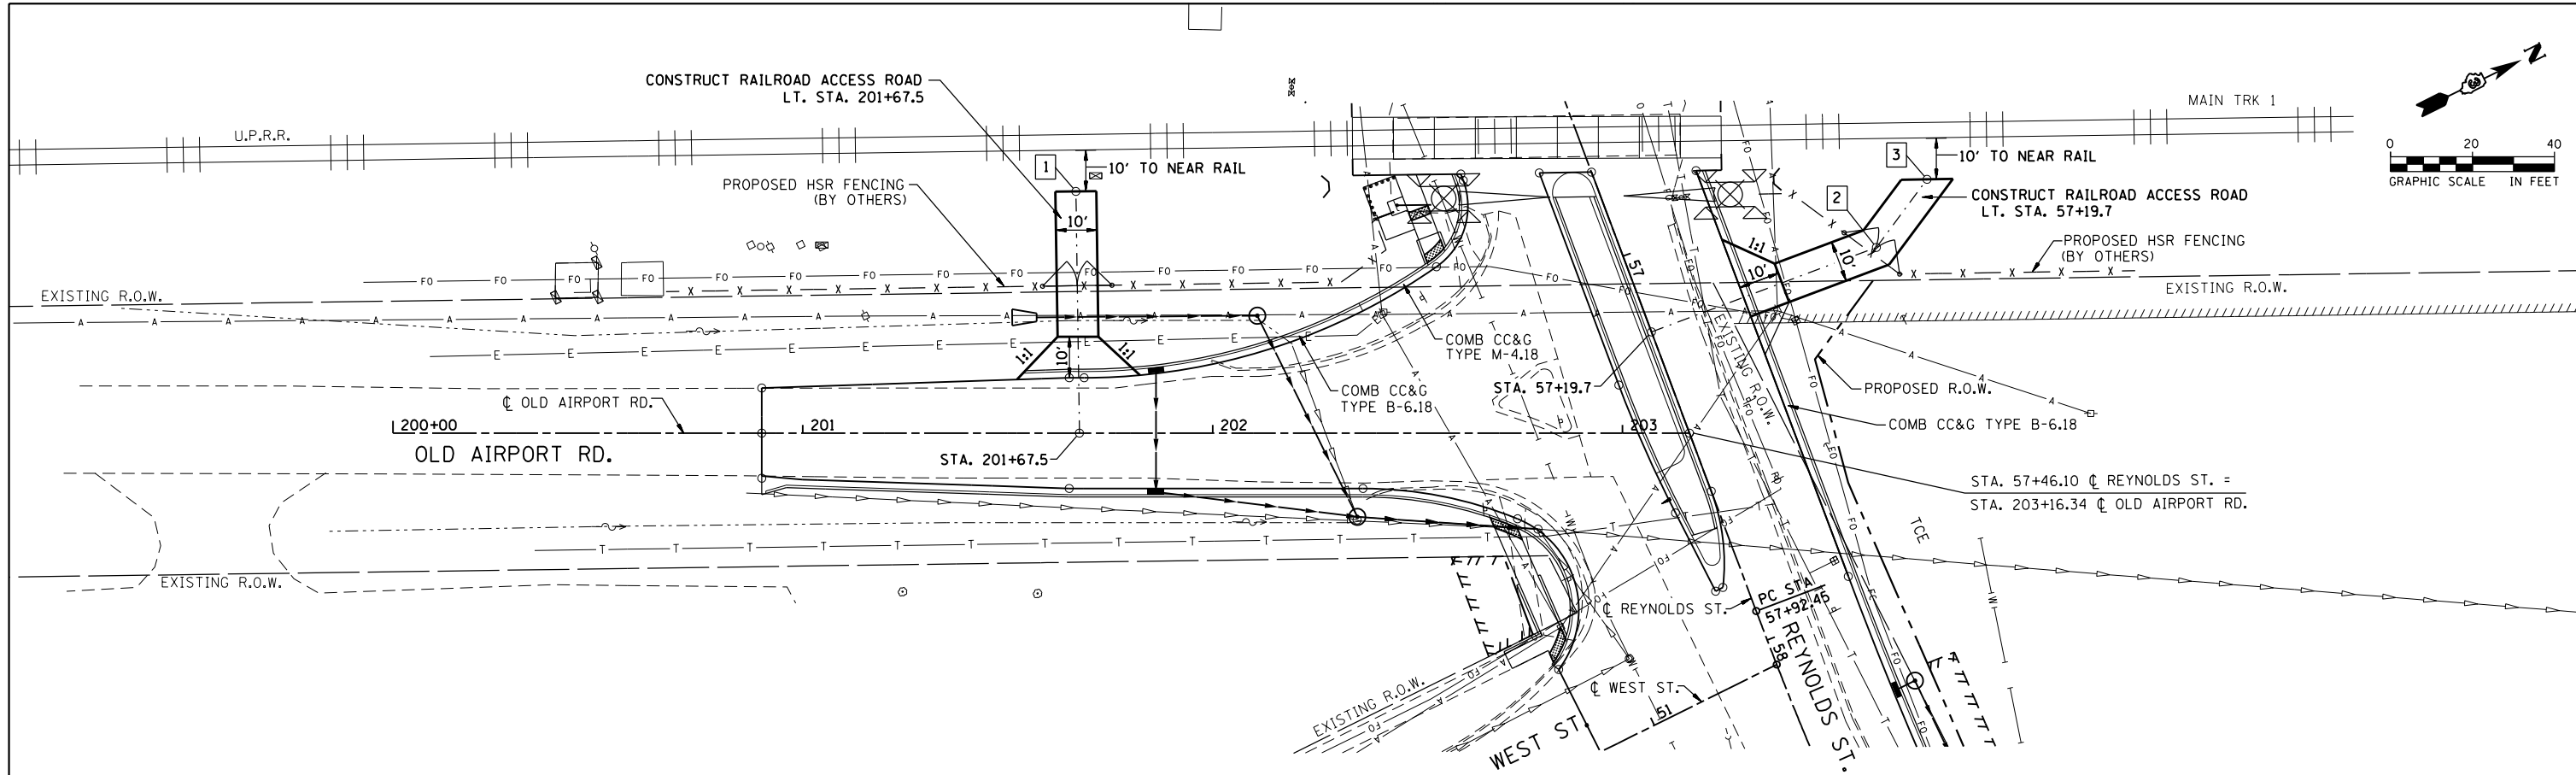 CONSTRUCT RAILROAD ACCESS ROAD
LT. STA. 201+67.5
U.P.R.R.
MAIN TRK 1
N
0 20 40
GRAPHIC SCALE IN FEET
1
10' TO NEAR RAIL
3
10' TO NEAR RAIL
PROPOSED HSR FENCING
(BY OTHERS)
10'
2
CONSTRUCT RAILROAD ACCESS ROAD
LT. STA. 57+19.7
1:1
10'
10'
PROPOSED HSR FENCING
(BY OTHERS)
57
EXISTING R.O.W.
EXISTING R.O.W.
1:1
10'
1:1
COMB CC&G
TYPE M-4.18
EXISTING R.O.W.
STA. 57+19.7
PROPOSED R.O.W.
COMB CC&G
TYPE B-6.18
℄ OLD AIRPORT RD.
200+00
201
202
203
COMB CC&G TYPE B-6.18
OLD AIRPORT RD.
STA. 201+67.5
STA. 57+46.10 ℄ REYNOLDS ST. =
STA. 203+16.34 ℄ OLD AIRPORT RD.
TCE
EXISTING R.O.W.
℄ REYNOLDS ST.
PC STA
57+92.45
58
REYNOLDS ST.
EXISTING R.O.W.
℄ WEST ST.
51
WEST ST.